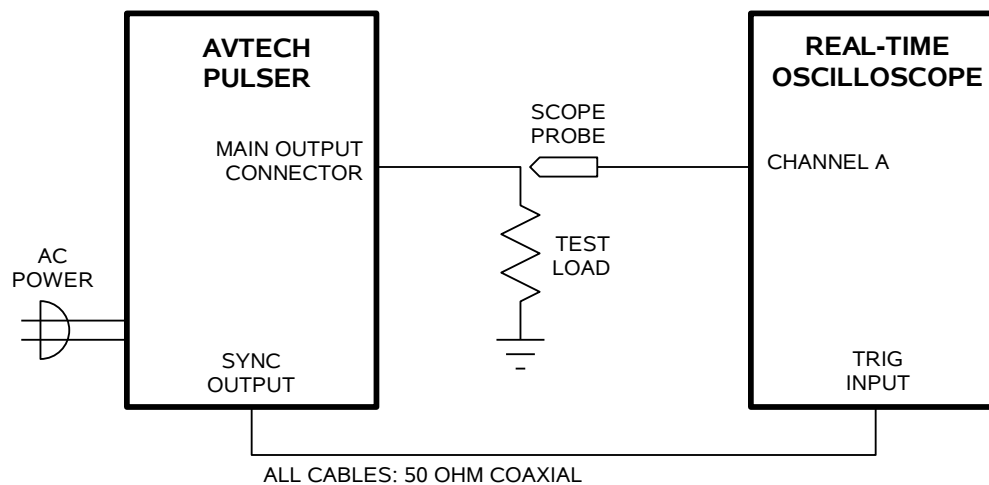 AVTECH
PULSER
REAL-TIME
OSCILLOSCOPE
SCOPE
PROBE
MAIN OUTPUT
CONNECTOR
CHANNEL A
TEST
LOAD
AC
POWER
SYNC
OUTPUT
TRIG
INPUT
ALL CABLES: 50 OHM COAXIAL